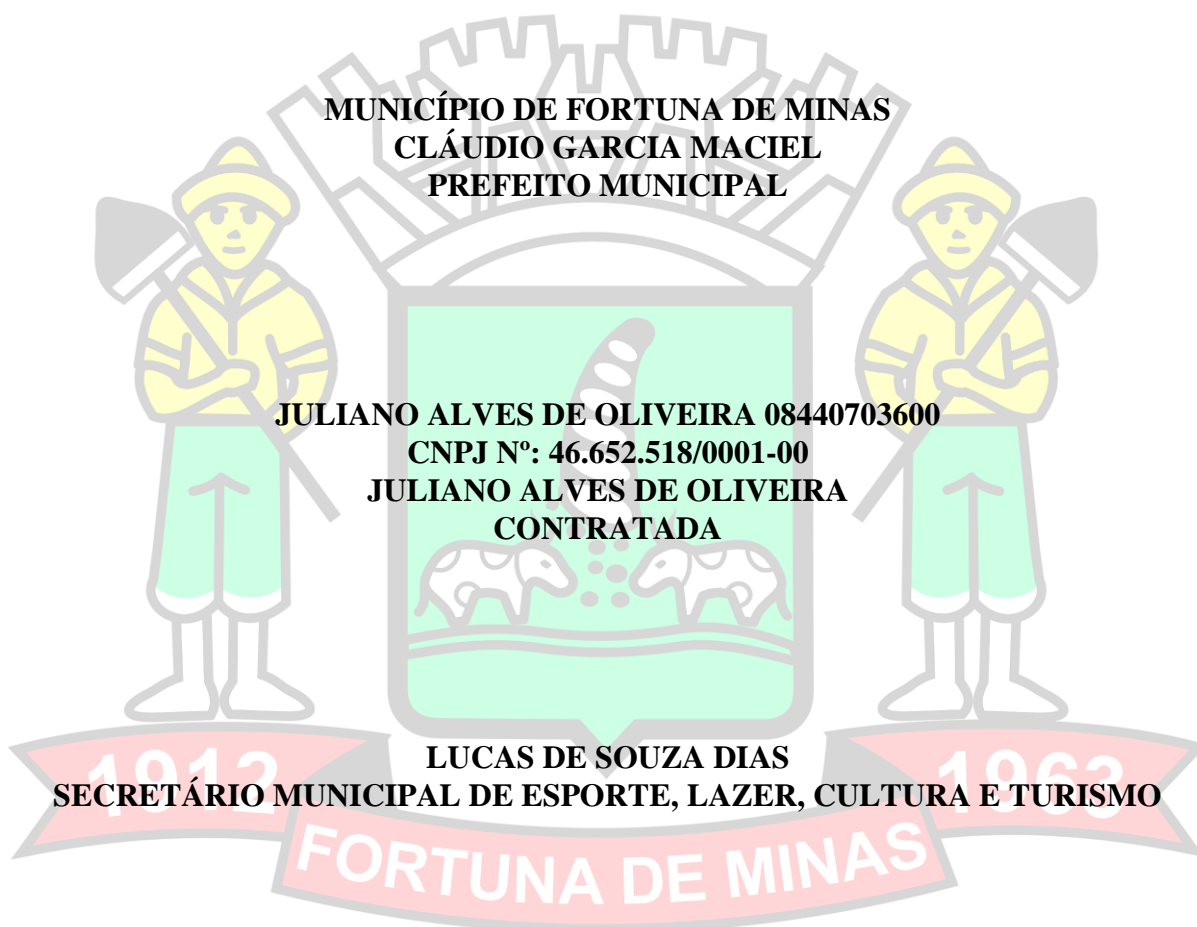 MUNICÍPIO DE FORTUNA DE MINAS
CLÁUDIO GARCIA MACIEL
PREFEITO MUNICIPAL
JULIANO ALVES DE OLIVEIRA 08440703600
CNPJ Nº: 46.652.518/0001-00
JULIANO ALVES DE OLIVEIRA
CONTRATADA
LUCAS DE SOUZA DIAS
SECRETÁRIO MUNICIPAL DE ESPORTE, LAZER, CULTURA E TURISMO
1912
1963
FORTUNA DE MINAS